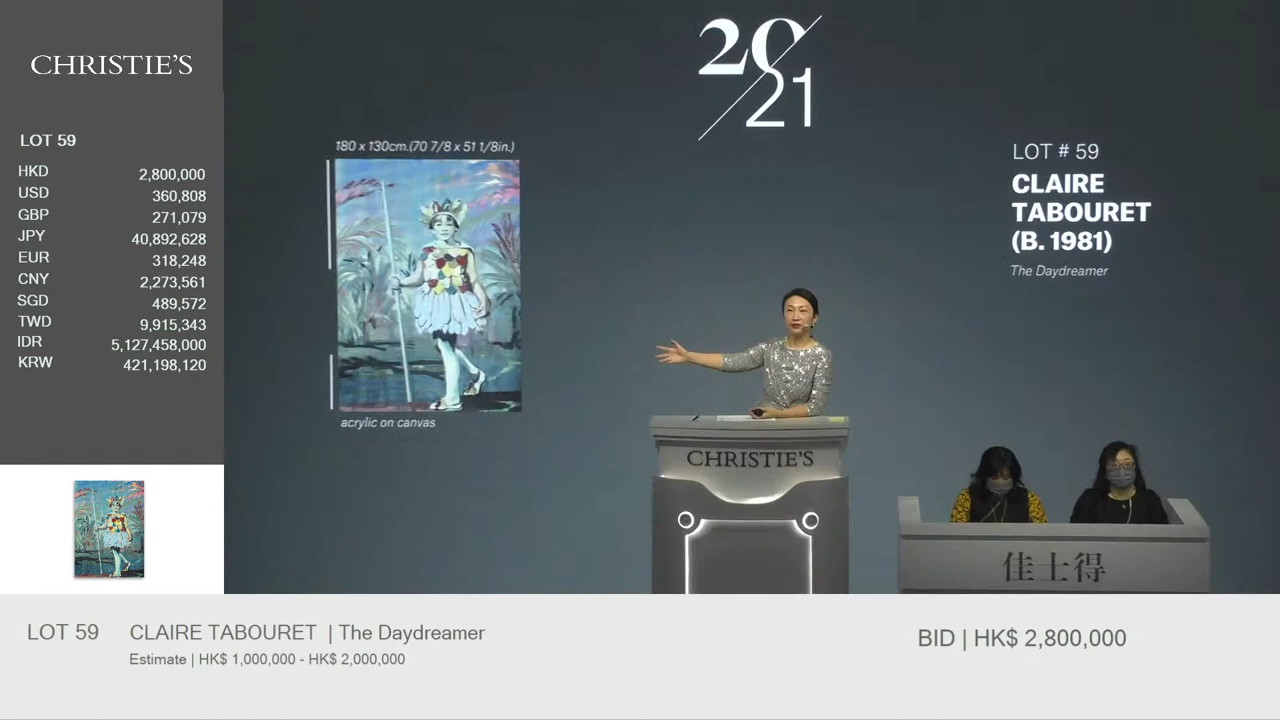 CHRISTIE'S
LOT 59
HKD 2,800,000
USD 360,808
GBP 271,079
JPY 40,892,628
EUR 318,248
CNY 2,273,561
SGD 489,572
TWD 9,915,343
IDR 5,127,458,000
KRW 421,198,120
20/21
180 x 130cm.(70 7/8 x 51 1/8in.)
acrylic on canvas
LOT # 59
CLAIRE
TABOURET
(B. 1981)
The Daydreamer
CHRISTIE'S
佳士得
LOT 59 CLAIRE TABOURET | The Daydreamer
Estimate | HK$ 1,000,000 - HK$ 2,000,000
BID | HK$ 2,800,000